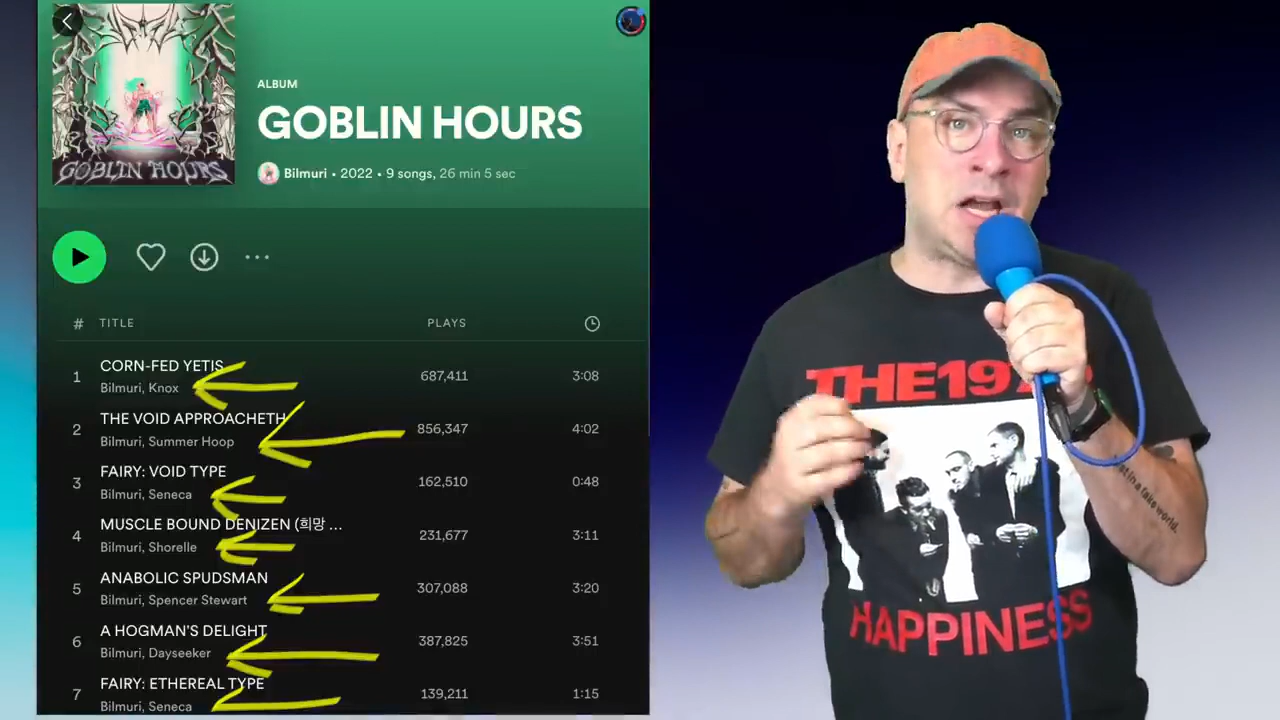 GOBLIN HOURS
ALBUM
GOBLIN HOURS
Bilmuri • 2022 • 9 songs, 26 min 5 sec
# TITLE PLAYS
1 CORN-FED YETIS 687,411 3:08
Bilmuri, Knox
2 THE VOID APPROACHETH 856,347 4:02
Bilmuri, Summer Hoop
3 FAIRY: VOID TYPE 162,510 0:48
Bilmuri, Seneca
4 MUSCLE BOUND DENIZEN (희망 ... 231,677 3:11
Bilmuri, Shorelle
5 ANABOLIC SPUDSMAN 307,088 3:20
Bilmuri, Spencer Stewart
6 A HOGMAN'S DELIGHT 387,825 3:51
Bilmuri, Dayseeker
7 FAIRY: ETHEREAL TYPE 139,211 1:15
Bilmuri, Seneca
THE 197
HAPPINESS
fake world.